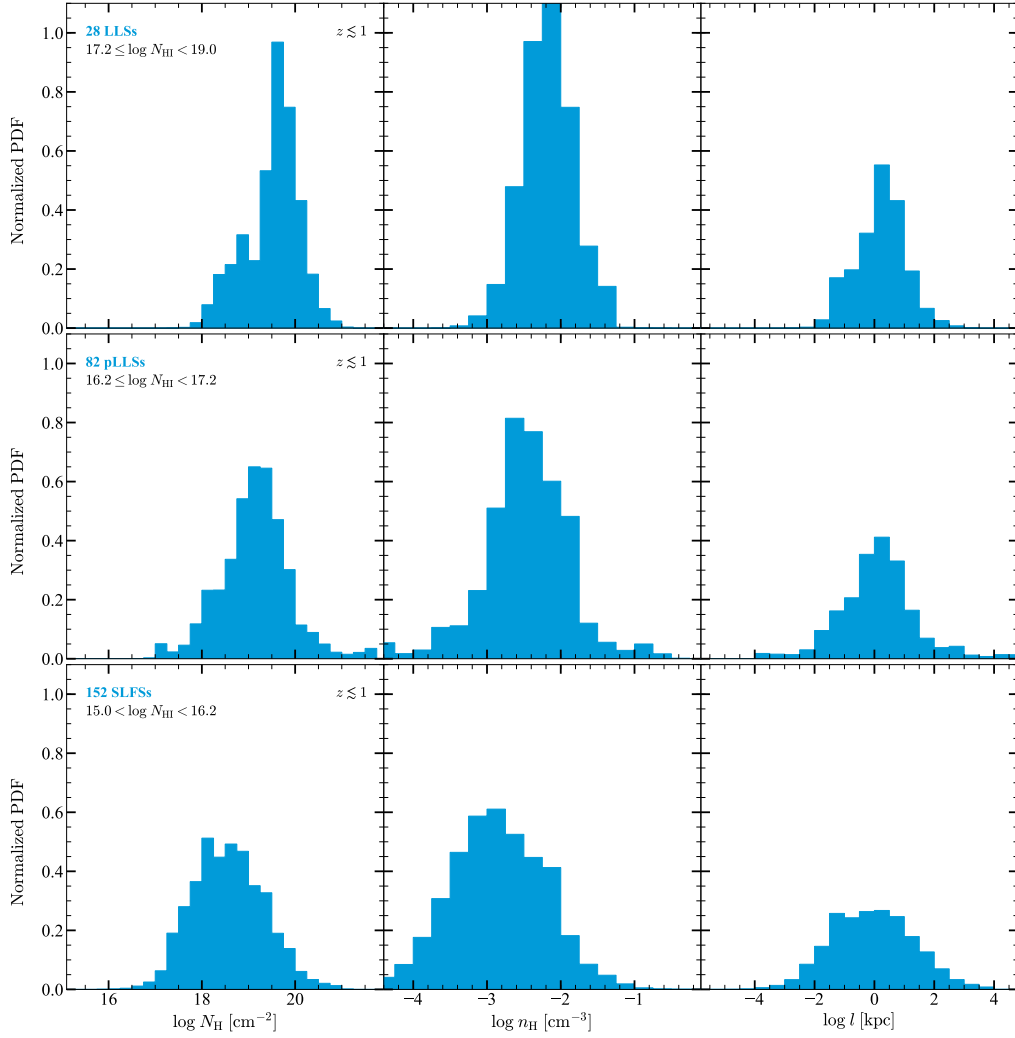 28 LLSs
17.2 ≤ log N_HI < 19.0
z ≲ 1
Normalized PDF
1.0
0.8
0.6
0.4
0.2
0.0
82 pLLSs
16.2 ≤ log N_HI < 17.2
z ≲ 1
Normalized PDF
1.0
0.8
0.6
0.4
0.2
0.0
152 SLFSs
15.0 < log N_HI < 16.2
z ≲ 1
Normalized PDF
1.0
0.8
0.6
0.4
0.2
0.0
16 18 20
−4 −3 −2 −1
−4 −2 0 2 4
log N_H [cm⁻²]
log n_H [cm⁻³]
log l [kpc]